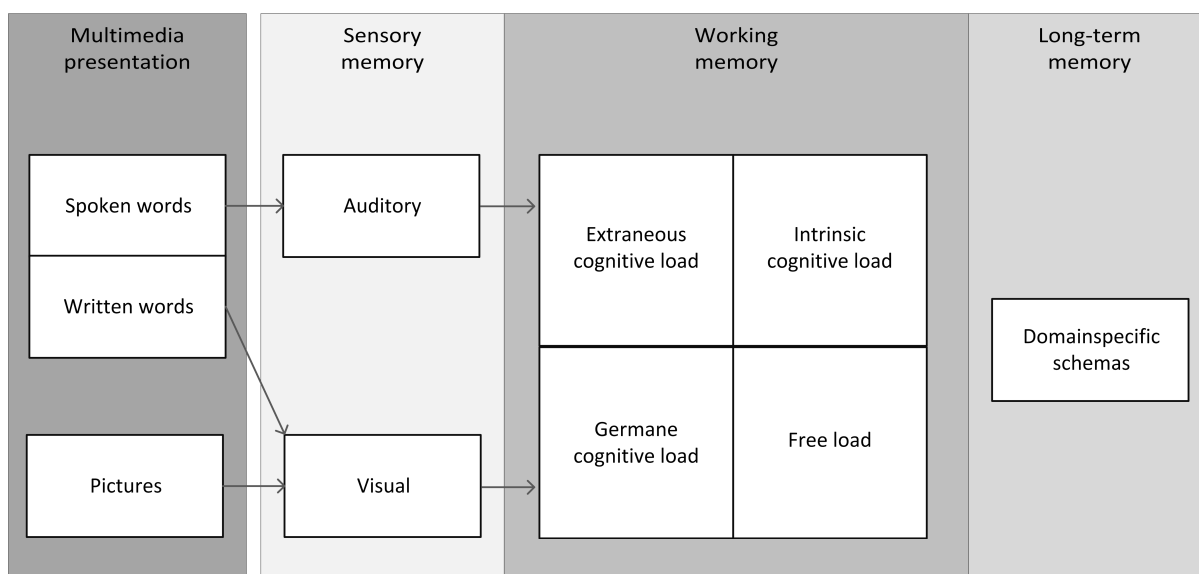 Multimedia
presentation
Sensory
memory
Working
memory
Long-term
memory
Spoken words
Written words
Pictures
Auditory
Visual
Extraneous
cognitive load
Intrinsic
cognitive load
Germane
cognitive load
Free load
Domainspecific
schemas